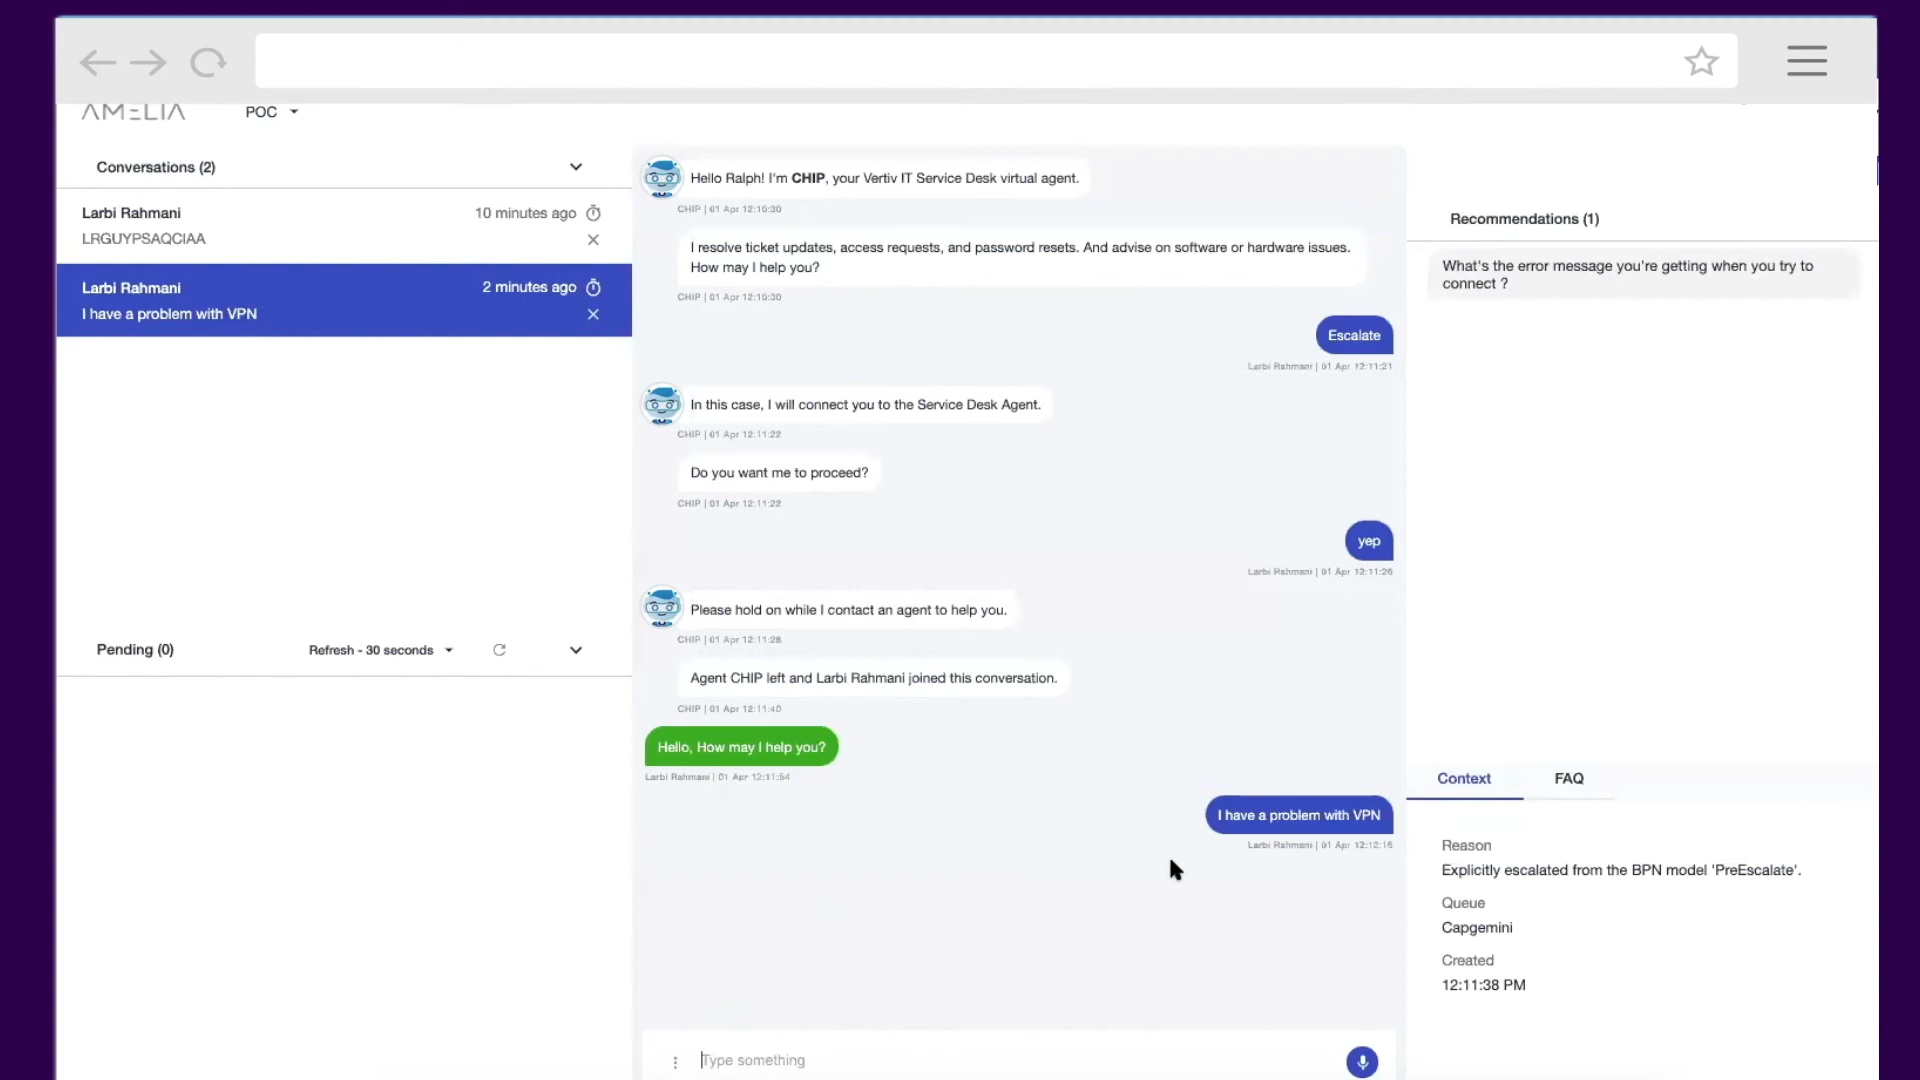 AMELIA
POC
Conversations (2)
Larbi Rahmani
10 minutes ago
LRGUYPSAQCIAA
Larbi Rahmani
2 minutes ago
I have a problem with VPN
Pending (0)
Refresh - 30 seconds
Hello Ralph! I'm CHIP, your Vertiv IT Service Desk virtual agent.
CHIP | 01 Apr 12:10:30
I resolve ticket updates, access requests, and password resets. And advise on software or hardware issues.
How may I help you?
CHIP | 01 Apr 12:10:30
Escalate
Larbi Rahmani | 01 Apr 12:11:21
In this case, I will connect you to the Service Desk Agent.
CHIP | 01 Apr 12:11:22
Do you want me to proceed?
CHIP | 01 Apr 12:11:22
yep
Larbi Rahmani | 01 Apr 12:11:26
Please hold on while I contact an agent to help you.
CHIP | 01 Apr 12:11:28
Agent CHIP left and Larbi Rahmani joined this conversation.
CHIP | 01 Apr 12:11:40
Hello, How may I help you?
Larbi Rahmani | 01 Apr 12:11:54
I have a problem with VPN
Larbi Rahmani | 01 Apr 12:12:16
Type something
Recommendations (1)
What's the error message you're getting when you try to
connect ?
Context
FAQ
Reason
Explicitly escalated from the BPN model 'PreEscalate'.
Queue
Capgemini
Created
12:11:38 PM